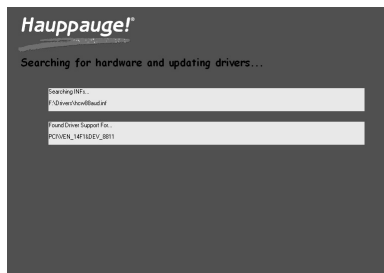 Hauppauge!®
Searching for hardware and updating drivers...
Searching INFs...
F:\Drivers\hcw88aud.inf
Found Driver Support For...
PCI\VEN_14F1&DEV_8811